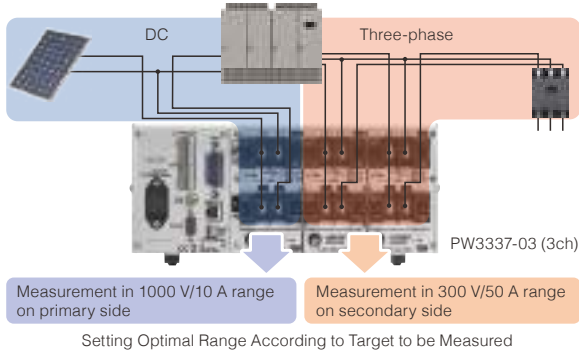 DC
Three-phase
PW3337-03 (3ch)
Measurement in 1000 V/10 A range
on primary side
Measurement in 300 V/50 A range
on secondary side
Setting Optimal Range According to Target to be Measured